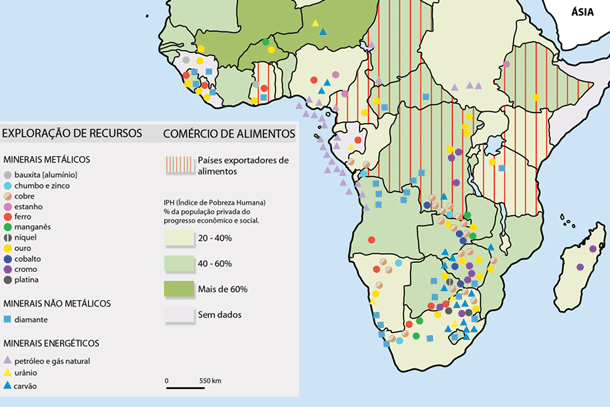 ÁSIA
EXPLORAÇÃO DE RECURSOS
MINERAIS METÁLICOS
bauxita [alumínio]
chumbo e zinco
cobre
estanho
ferro
manganês
níquel
ouro
cobalto
cromo
platina
MINERAIS NÃO METÁLICOS
diamante
MINERAIS ENERGÉTICOS
petróleo e gás natural
urânio
carvão
COMÉRCIO DE ALIMENTOS
Países exportadores de
alimentos
IPH (Índice de Pobreza Humana)
% da população privada do
progresso econômico e social.
20 - 40%
40 - 60%
Mais de 60%
Sem dados
0 550 km